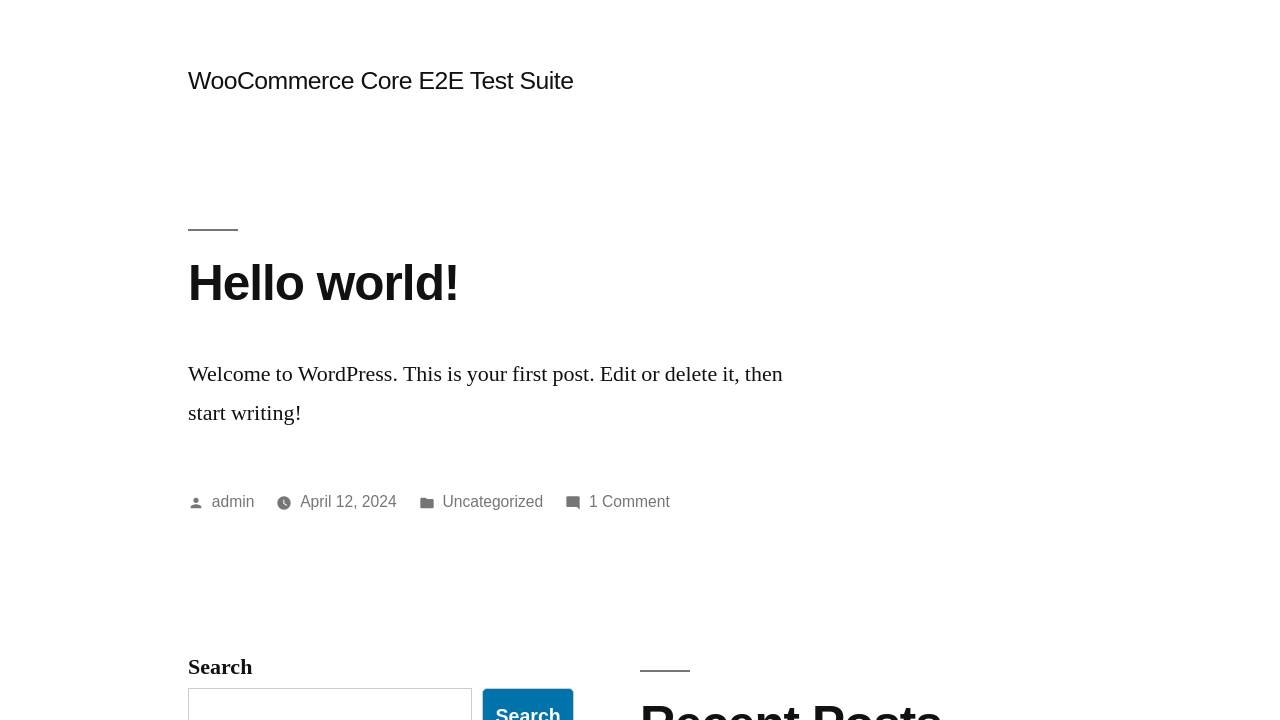 WooCommerce Core E2E Test Suite
Hello world!
Welcome to WordPress. This is your first post. Edit or delete it, then
start writing!
admin April 12, 2024 Uncategorized 1 Comment
Search
Search
Recent Posts